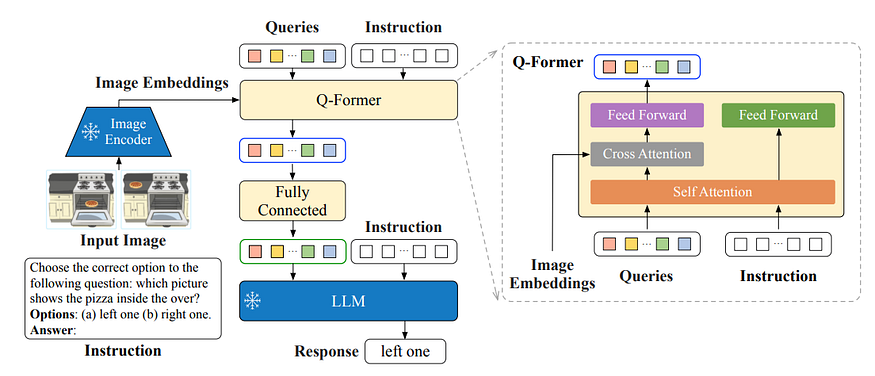 Queries
Instruction
Image Embeddings
Q-Former
Image
Encoder
Fully
Connected
Input Image
Instruction
Choose the correct option to the
following question: which picture
shows the pizza inside the over?
Options: (a) left one (b) right one.
Answer:
Instruction
LLM
Response
left one
Q-Former
Feed Forward
Feed Forward
Cross Attention
Self Attention
Image
Embeddings
Queries
Instruction